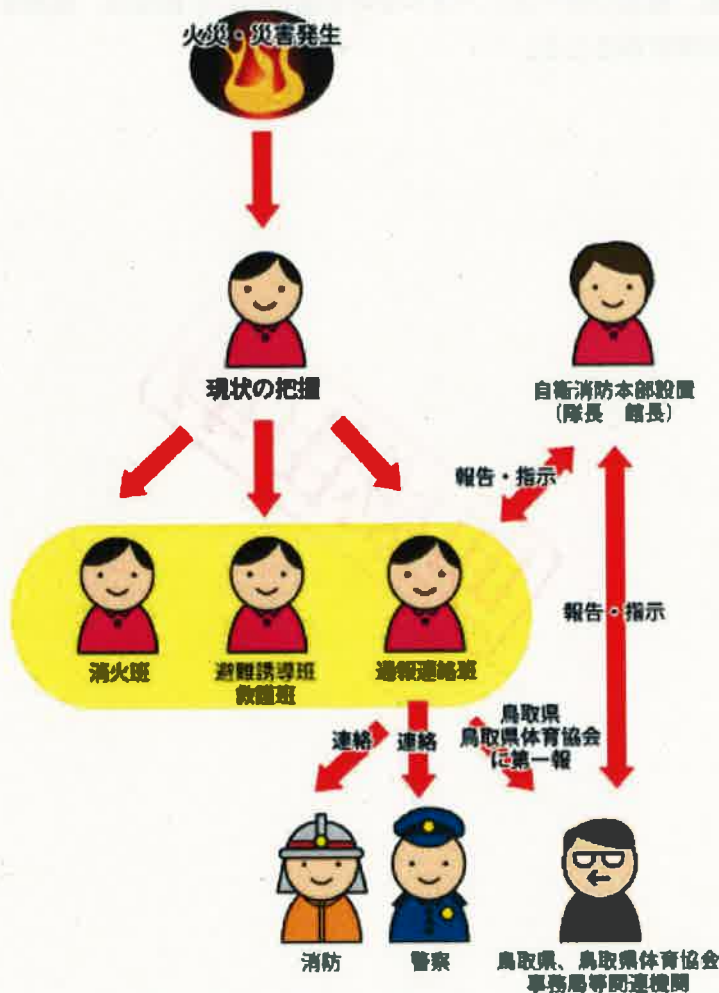 火災・災害発生
現状の把握
自衛消防本部設置
(隊長 館長)
報告・指示
消火班
避難誘導班
救護班
通報連絡班
報告・指示
連絡
連絡
鳥取県
鳥取県体育協会
に第一報
消防
警察
鳥取県、鳥取県体育協会
事務局等関連機関